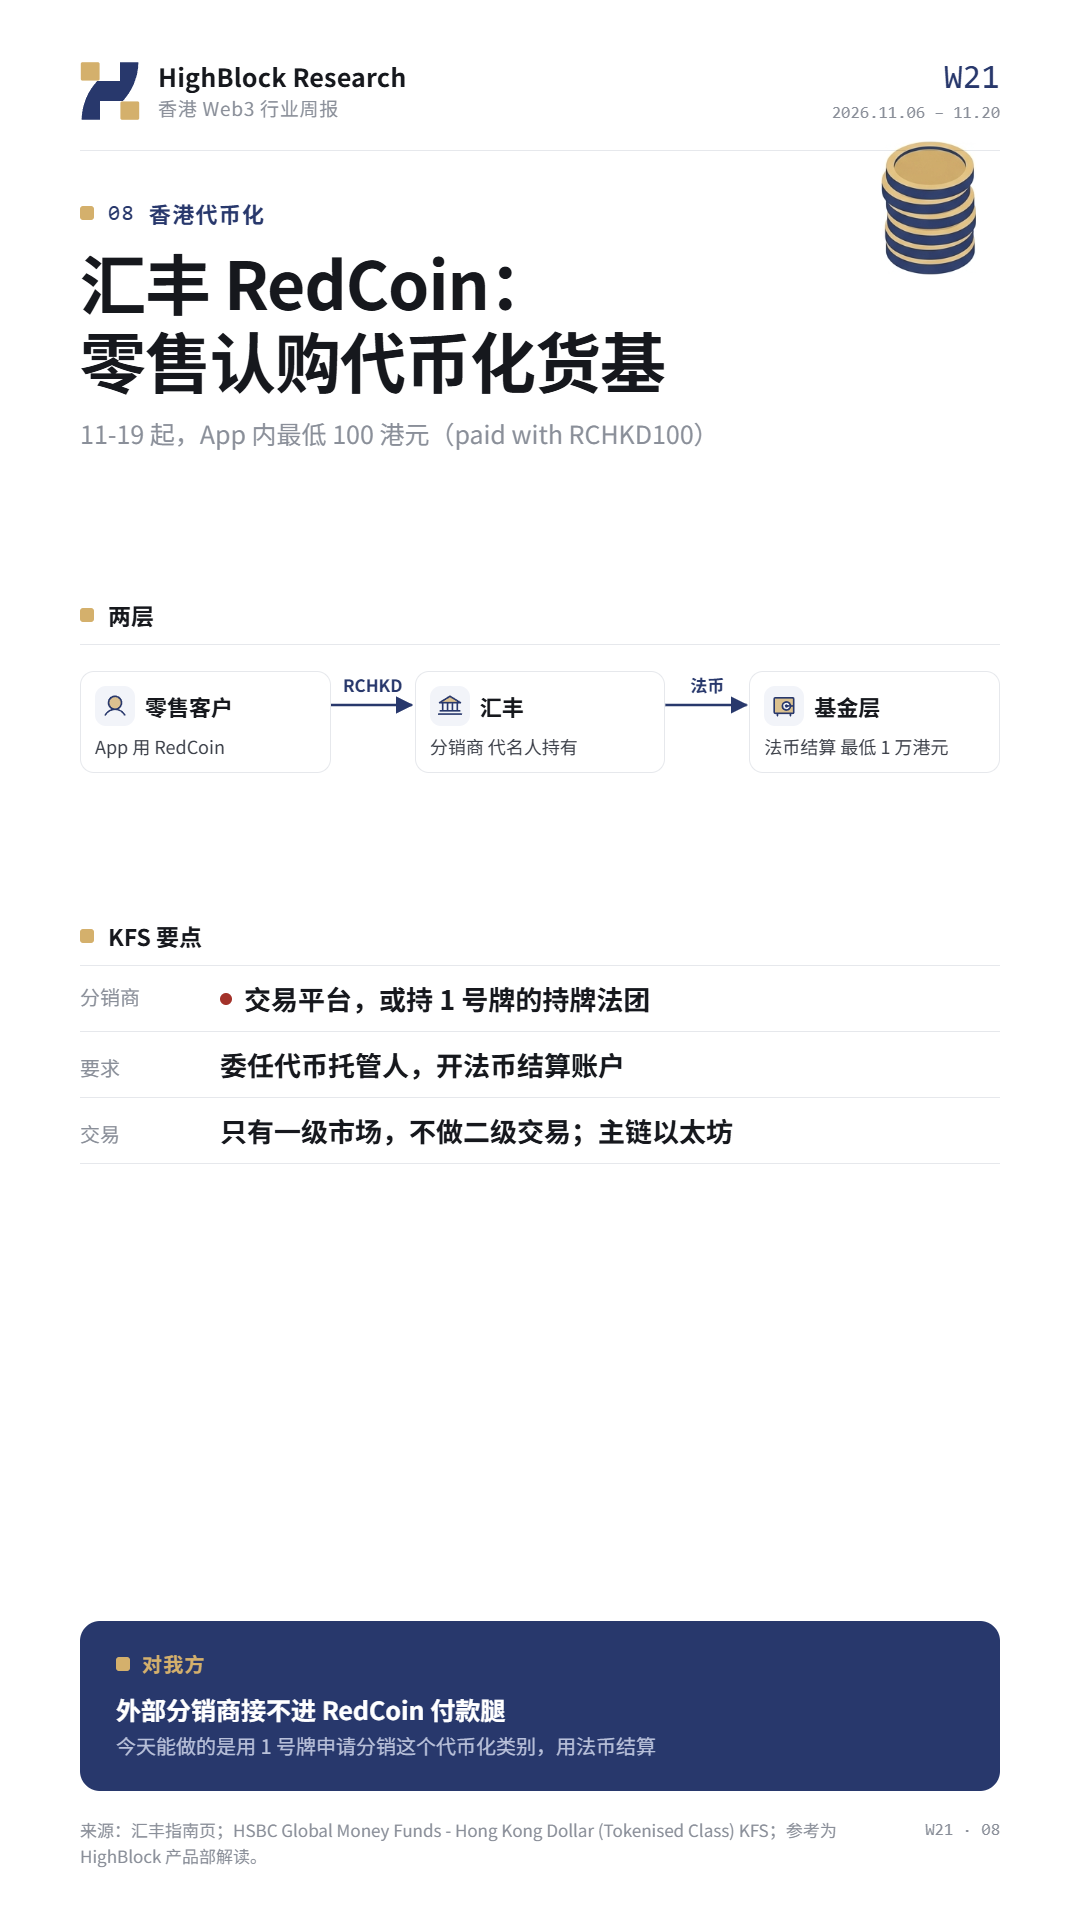 HighBlock Research
香港 Web3 行业周报
W21
2026.11.06 – 11.20
08 香港代币化
汇丰 RedCoin：
零售认购代币化货基
11-19 起，App 内最低 100 港元（paid with RCHKD100）
两层
零售客户
App 用 RedCoin
RCHKD
汇丰
分销商 代名人持有
法币
基金层
法币结算 最低 1 万港元
KFS 要点
分销商 交易平台，或持 1 号牌的持牌法团
要求 委任代币托管人，开法币结算账户
交易 只有一级市场，不做二级交易；主链以太坊
对我方
外部分销商接不进 RedCoin 付款腿
今天能做的是用 1 号牌申请分销这个代币化类别，用法币结算
来源：汇丰指南页；HSBC Global Money Funds - Hong Kong Dollar (Tokenised Class) KFS；参考为
HighBlock 产品部解读。
W21 · 08